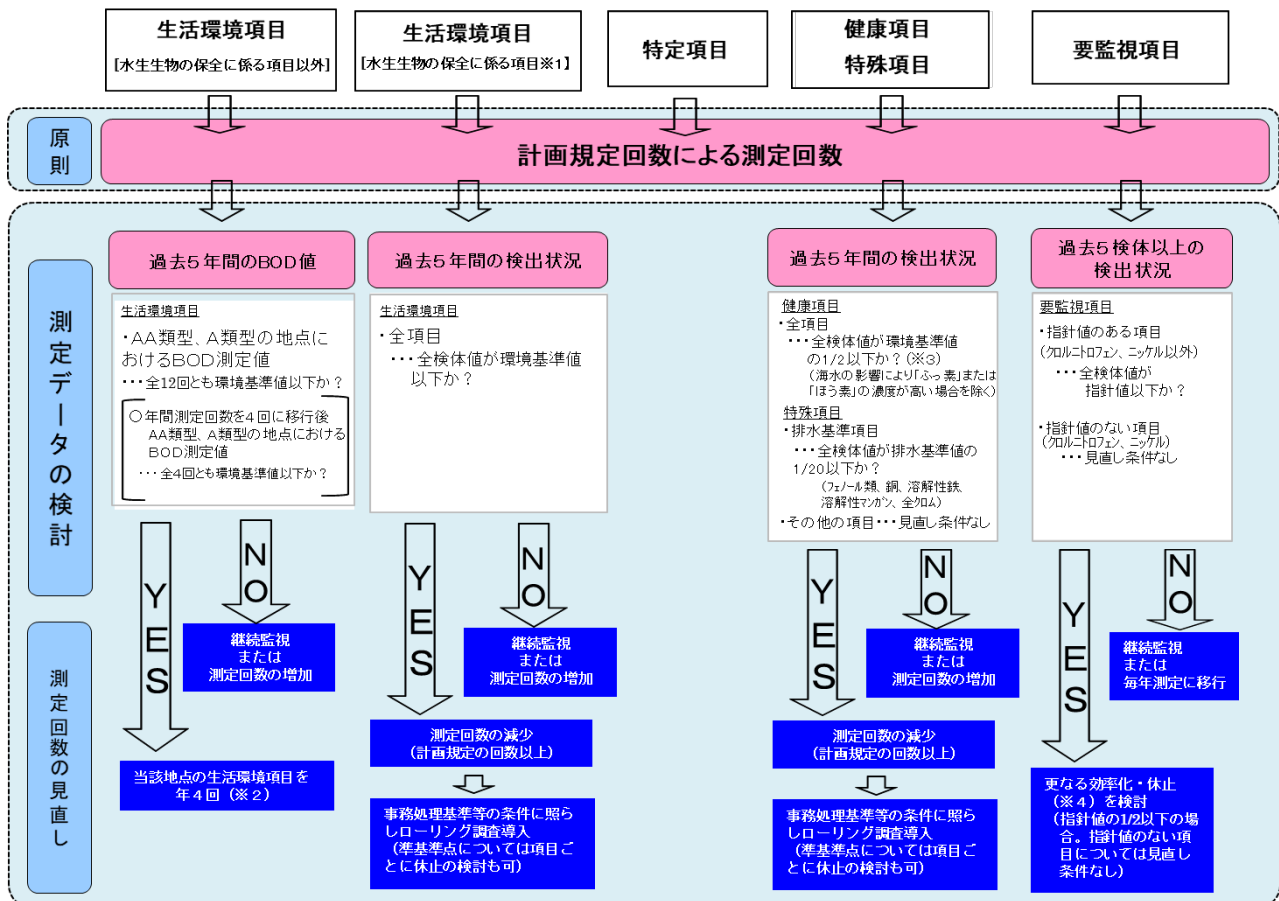 生活環境項目
[水生生物の保全に係る項目以外]
生活環境項目
[水生生物の保全に係る項目※1】
特定項目
健康項目
特殊項目
要監視項目
原則
計画規定回数による測定回数
測定データの検討
過去5年間のBOD値
生活環境項目
・AA類型、A類型の地点に
おけるBOD測定値
・・・全12回とも環境基準値以下か?
○年間測定回数を4回に移行後
AA類型、A類型の地点における
BOD測定値
・・・全4回とも環境基準値以下か?
過去5年間の検出状況
生活環境項目
・全項目
・・・全検体値が環境基準値
以下か?
過去5年間の検出状況
健康項目
・全項目
・・・全検体値が環境基準値
の1/2以下か?(※3)
(海水の影響により「ふっ素」または
「ほう素」の濃度が高い場合を除く)
特殊項目
・排水基準項目
・・・全検体値が排水基準値の
1/20以下か?
(フェノール類、銅、溶解性鉄、
溶解性マンガン、全クロム)
・その他の項目・・・見直し条件なし
過去5検体以上の
検出状況
要監視項目
・指針値のある項目
(クロルニトロフェン、ニッケル以外)
・・・全検体値が
指針値以下か?
・指針値のない項目
(クロルニトロフェン、ニッケル)
・・・見直し条件なし
測定回数の見直し
YES
NO
継続監視
または
測定回数の増加
当該地点の生活環境項目を
年4回(※2)
YES
NO
継続監視
または
測定回数の増加
測定回数の減少
(計画規定の回数以上)
事務処理基準等の条件に照ら
しローリング調査導入
(準基準点については項目ご
とに休止の検討も可)
YES
NO
継続監視
または
測定回数の増加
測定回数の減少
(計画規定の回数以上)
事務処理基準等の条件に照ら
しローリング調査導入
(準基準点については項目ご
とに休止の検討も可)
YES
NO
継続監視
または
毎年測定に移行
更なる効率化・休止
(※4)を検討
(指針値の1/2以下の場
合。指針値のない項
目については見直し
条件なし)